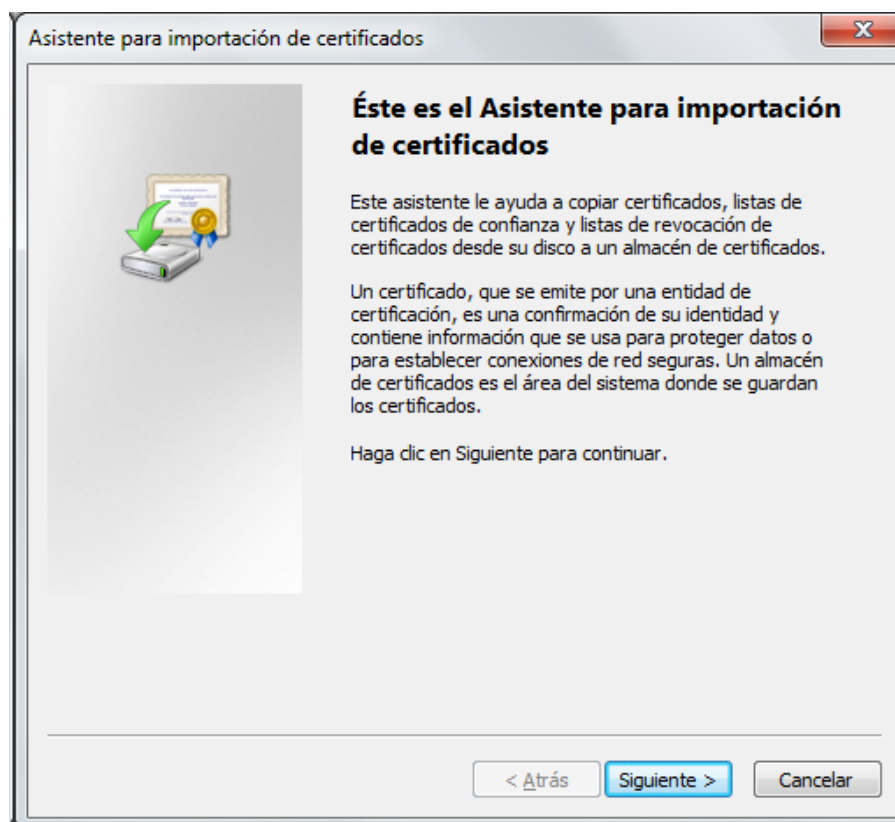 Asistente para importación de certificados
Éste es el Asistente para importación
de certificados
Este asistente le ayuda a copiar certificados, listas de
certificados de confianza y listas de revocación de
certificados desde su disco a un almacén de certificados.
Un certificado, que se emite por una entidad de
certificación, es una confirmación de su identidad y
contiene información que se usa para proteger datos o
para establecer conexiones de red seguras. Un almacén
de certificados es el área del sistema donde se guardan
los certificados.
Haga clic en Siguiente para continuar.
< Atrás Siguiente > Cancelar